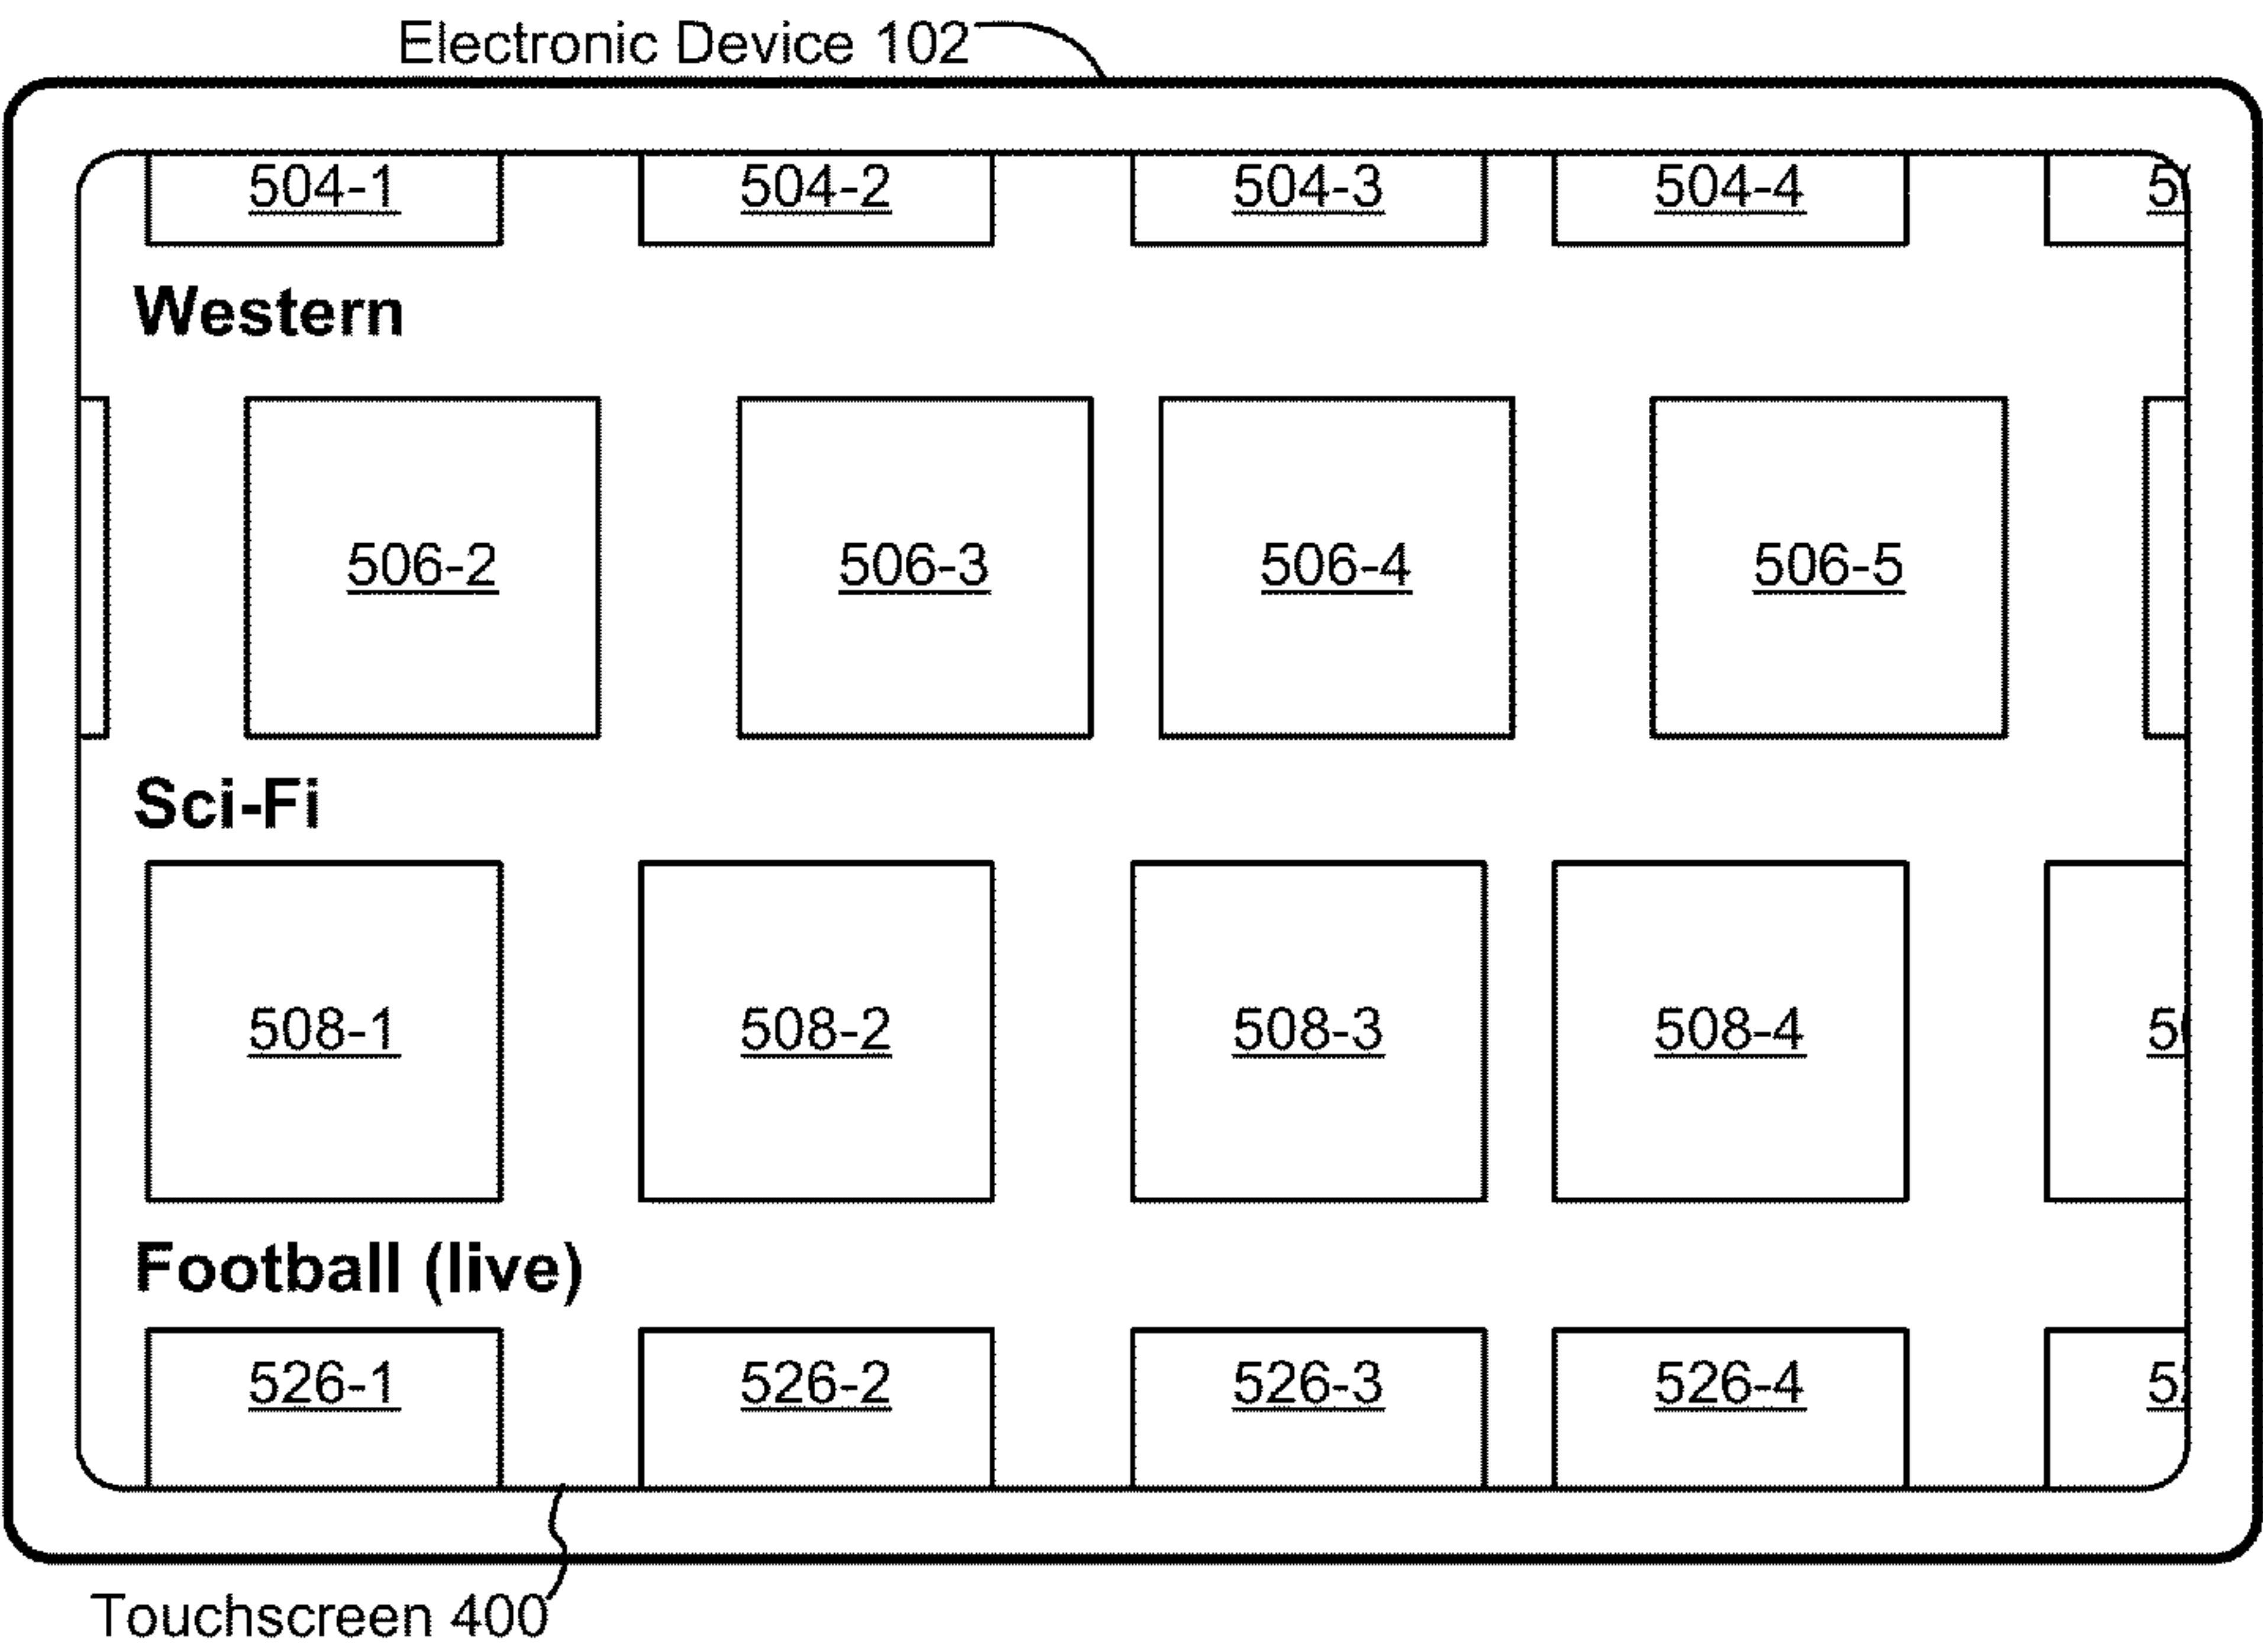 Electronic Device 102
504-1 504-2 504-3 504-4
Western
506-2 506-3 506-4 506-5
Sci-Fi
508-1 508-2 508-3 508-4
Football (live)
526-1 526-2 526-3 526-4
Touchscreen 400